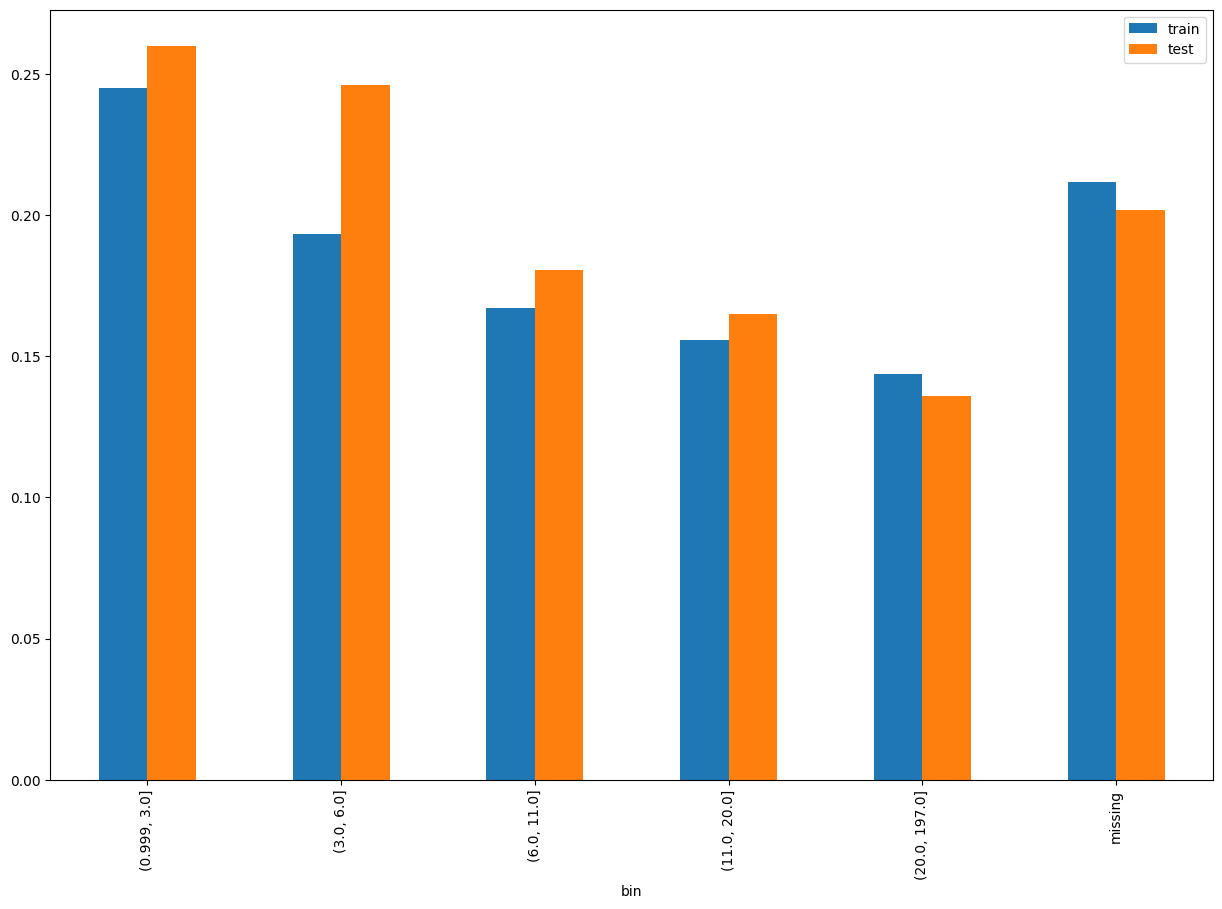 train
test
0.25
0.20
0.15
0.10
0.05
0.00
(0.999, 3.0]
(3.0, 6.0]
(6.0, 11.0]
(11.0, 20.0]
(20.0, 197.0]
missing
bin